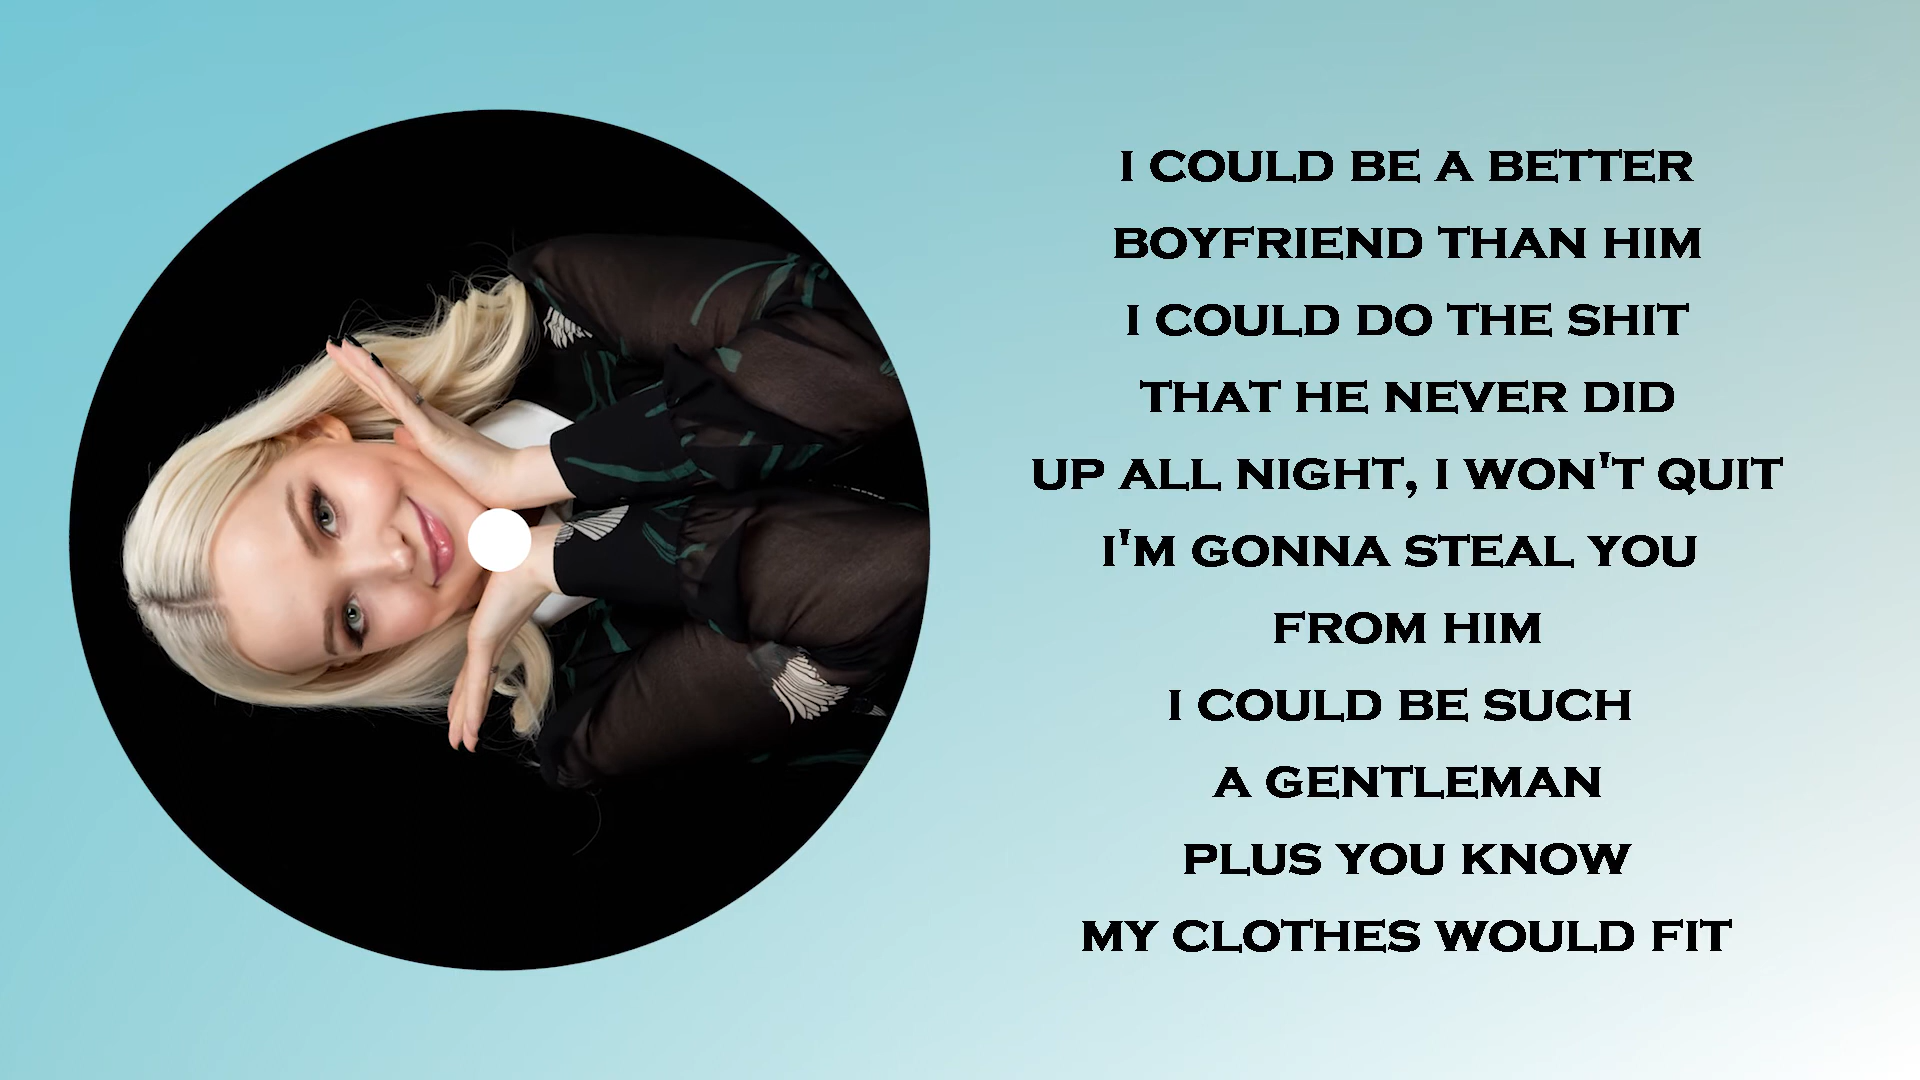 I COULD BE A BETTER
BOYFRIEND THAN HIM
I COULD DO THE SHIT
THAT HE NEVER DID
UP ALL NIGHT, I WON'T QUIT
I'M GONNA STEAL YOU
FROM HIM
I COULD BE SUCH
A GENTLEMAN
PLUS YOU KNOW
MY CLOTHES WOULD FIT